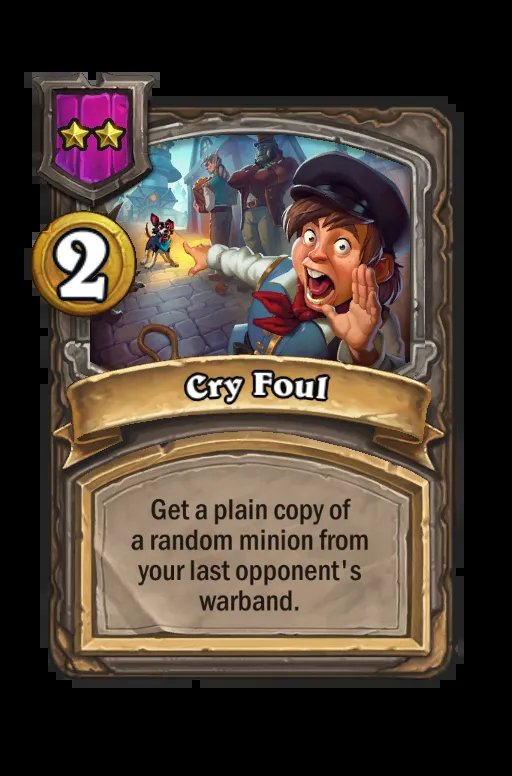 2
Cry Foul
Get a plain copy of
a random minion from
your last opponent's
warband.